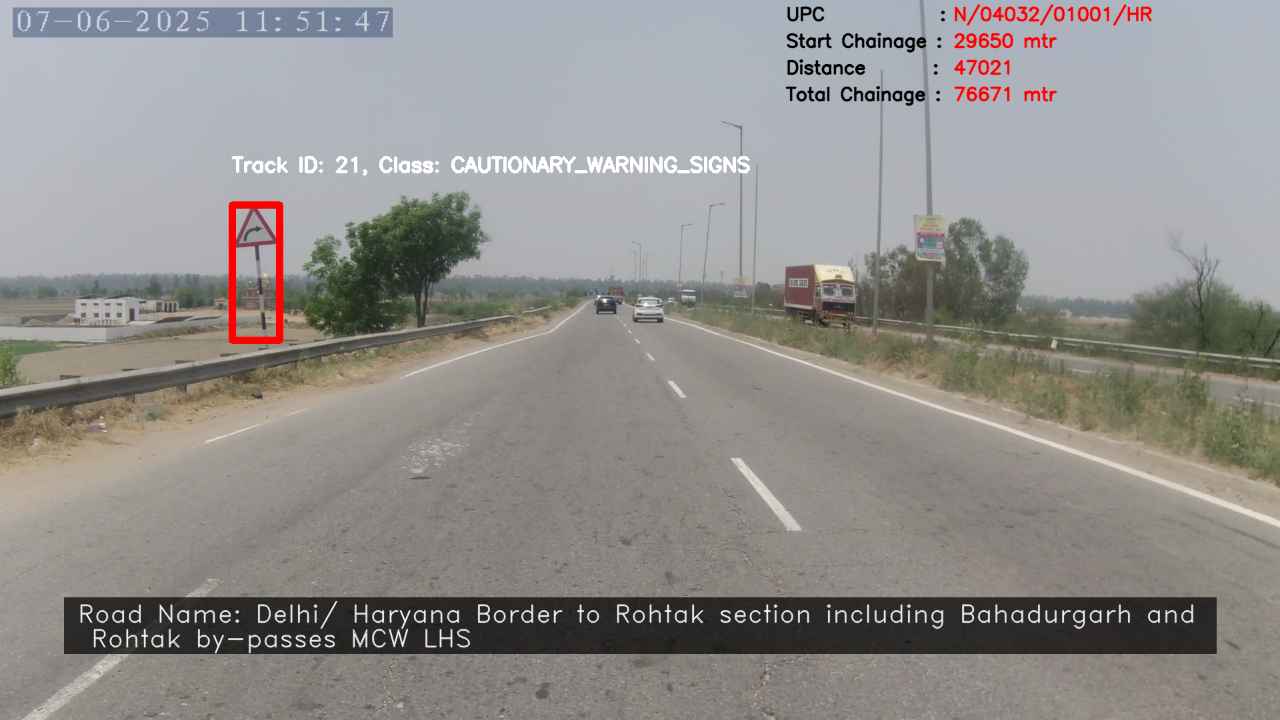 07-06-2025 11:51:47
UPC : N/04032/01001/HR
Start Chainage : 29650 mtr
Distance : 47021
Total Chainage : 76671 mtr
Track ID: 21, Class: CAUTIONARY_WARNING_SIGNS
Road Name: Delhi/ Haryana Border to Rohtak section including Bahadurgarh and
Rohtak by-passes MCW LHS